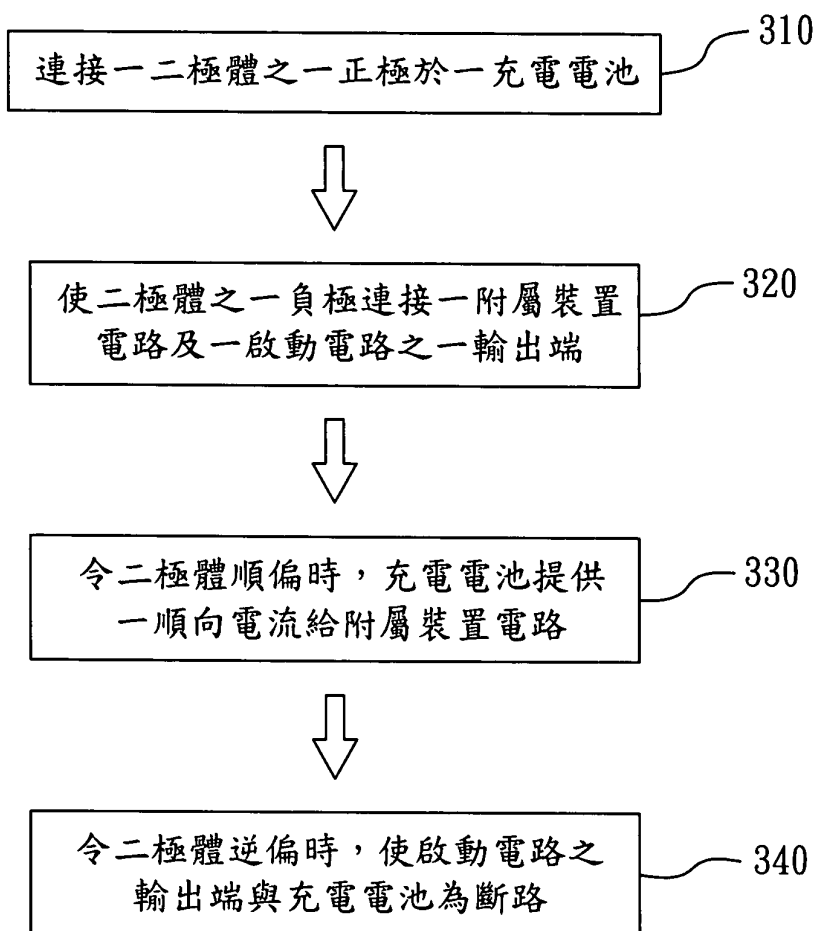 310
連接一二極體之一正極於一充電電池
320
使二極體之一負極連接一附屬裝置
電路及一啟動電路之一輸出端
330
令二極體順偏時，充電電池提供
一順向電流給附屬裝置電路
340
令二極體逆偏時，使啟動電路之
輸出端與充電電池為斷路